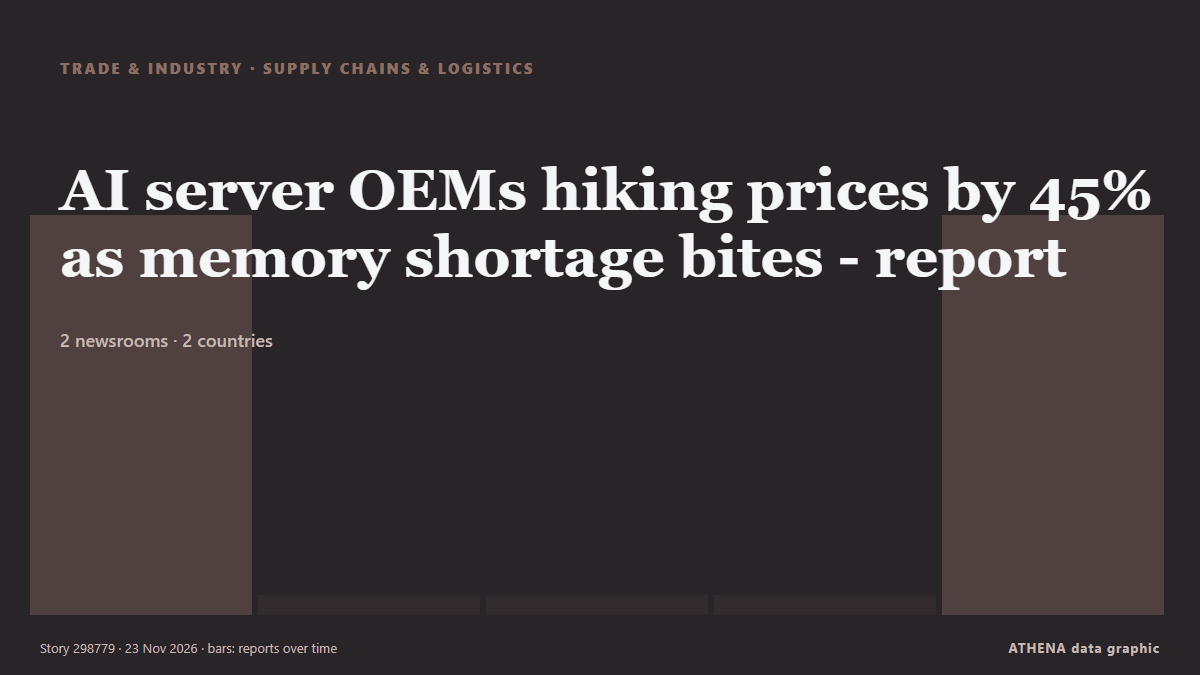 TRADE & INDUSTRY · SUPPLY CHAINS & LOGISTICS
AI server OEMs hiking prices by 45%
as memory shortage bites - report
2 newsrooms · 2 countries
Story 298779 · 23 Nov 2026 · bars: reports over time
ATHENA data graphic